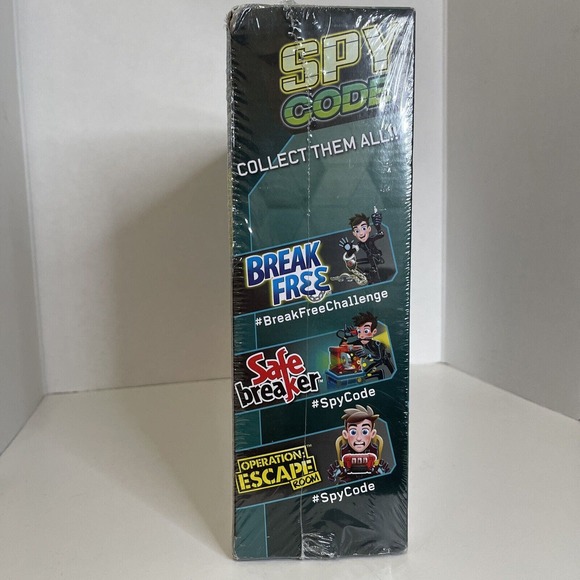 SPY
CODE
COLLECT THEM ALL!!
BREAK
FREE
#BreakFreeChallenge
Safe
breaker
#SpyCode
OPERATION:
ESCAPE
ROOM
#SpyCode